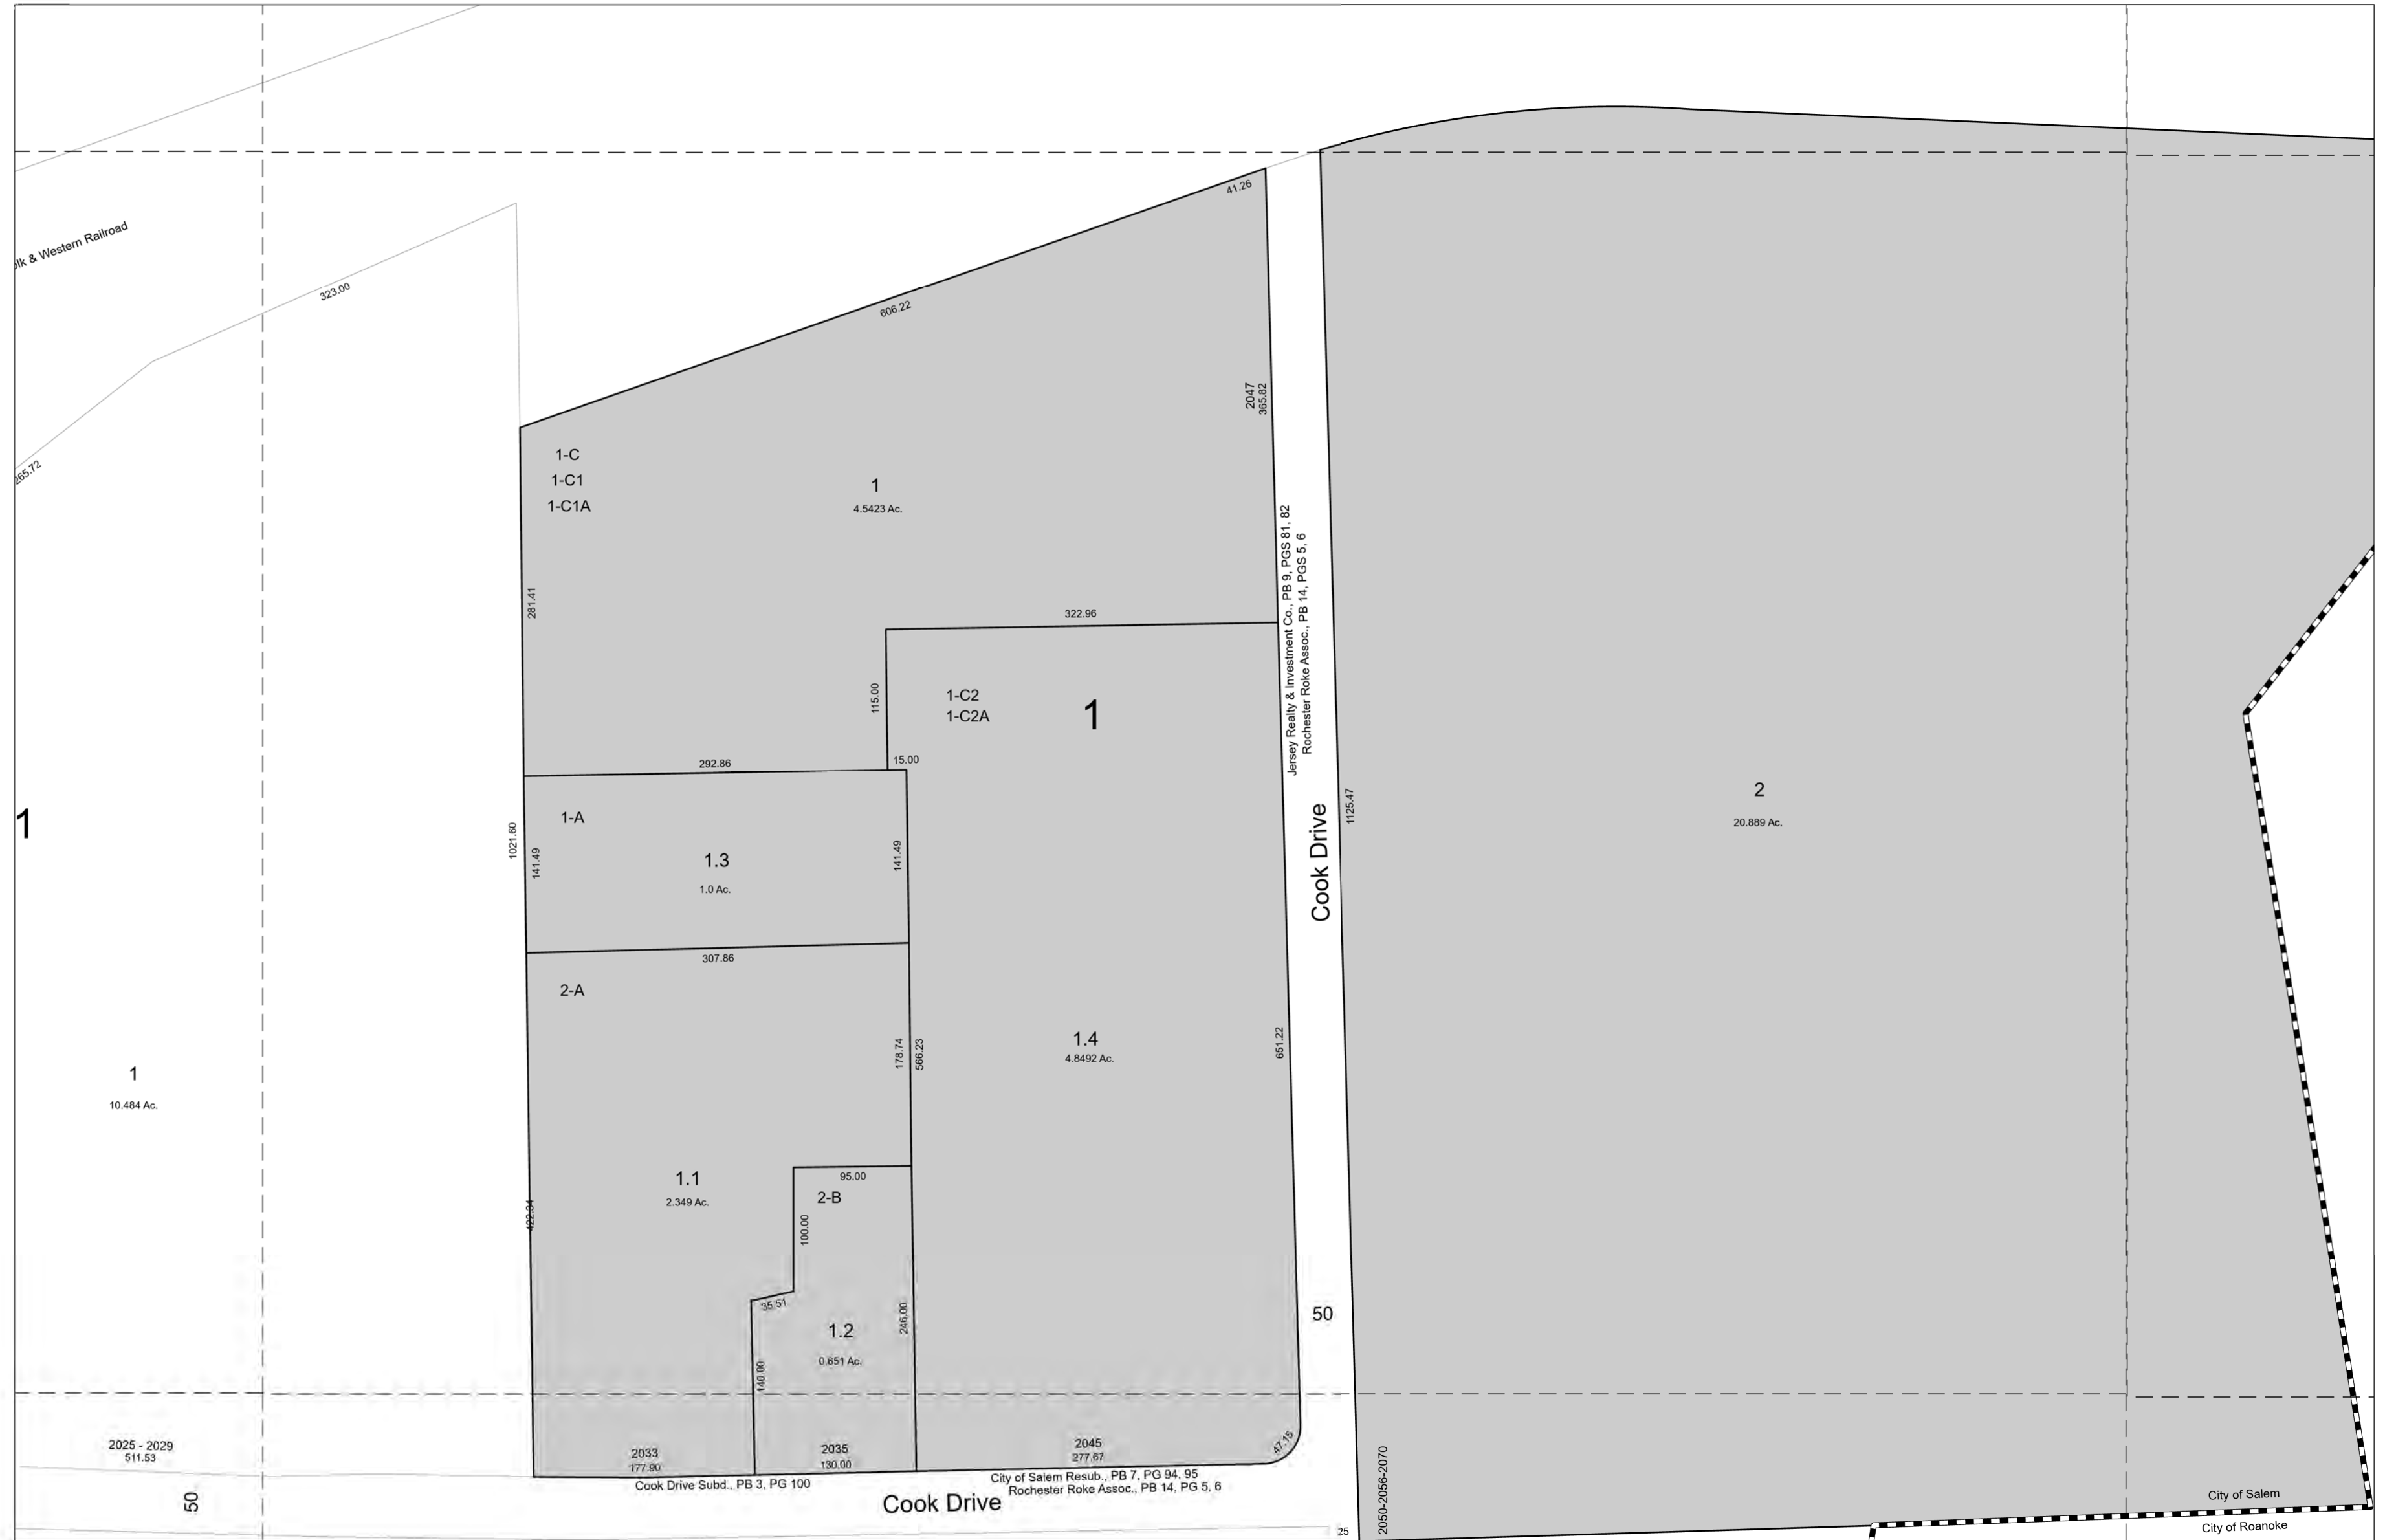 41.26
olk & Western Railroad
323.00
606.22
2047
365.82
265.72
1-C
1-C1
1-C1A
1
4.5423 Ac.
281.41
322.96
Jersey Realty & Investment Co., PB 9, PGS 81, 82
Rochester Roke Assoc., PB 14, PGS 5, 6
115.00
1-C2
1-C2A
1
292.86
15.00
1125.47
2
20.889 Ac.
1
1-A
1021.60
141.49
1.3
1.0 Ac.
141.49
Cook Drive
307.86
2-A
178.74
566.23
1.4
4.8492 Ac.
651.22
1
10.484 Ac.
1.1
2.349 Ac.
95.00
2-B
422.34
100.00
35.51
1.2
0.651 Ac.
246.00
50
140.00
2025 - 2029
511.53
2033
177.90
2035
130.00
2045
277.67
47.15
Cook Drive Subd., PB 3, PG 100
City of Salem Resub., PB 7, PG 94, 95
Rochester Roke Assoc., PB 14, PG 5, 6
50
Cook Drive
25
2050-2056-2070
City of Salem
City of Roanoke